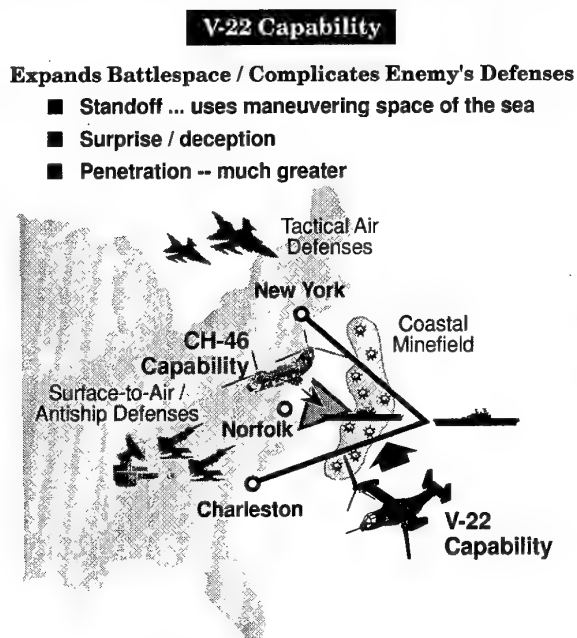 V-22 Capability
Expands Battlespace / Complicates Enemy's Defenses
■ Standoff ... uses maneuvering space of the sea
■ Surprise / deception
■ Penetration -- much greater
Tactical Air
Defenses
New York
Coastal
Minefield
CH-46
Capability
Surface-to-Air /
Antiship Defenses
Norfolk
Charleston
V-22
Capability